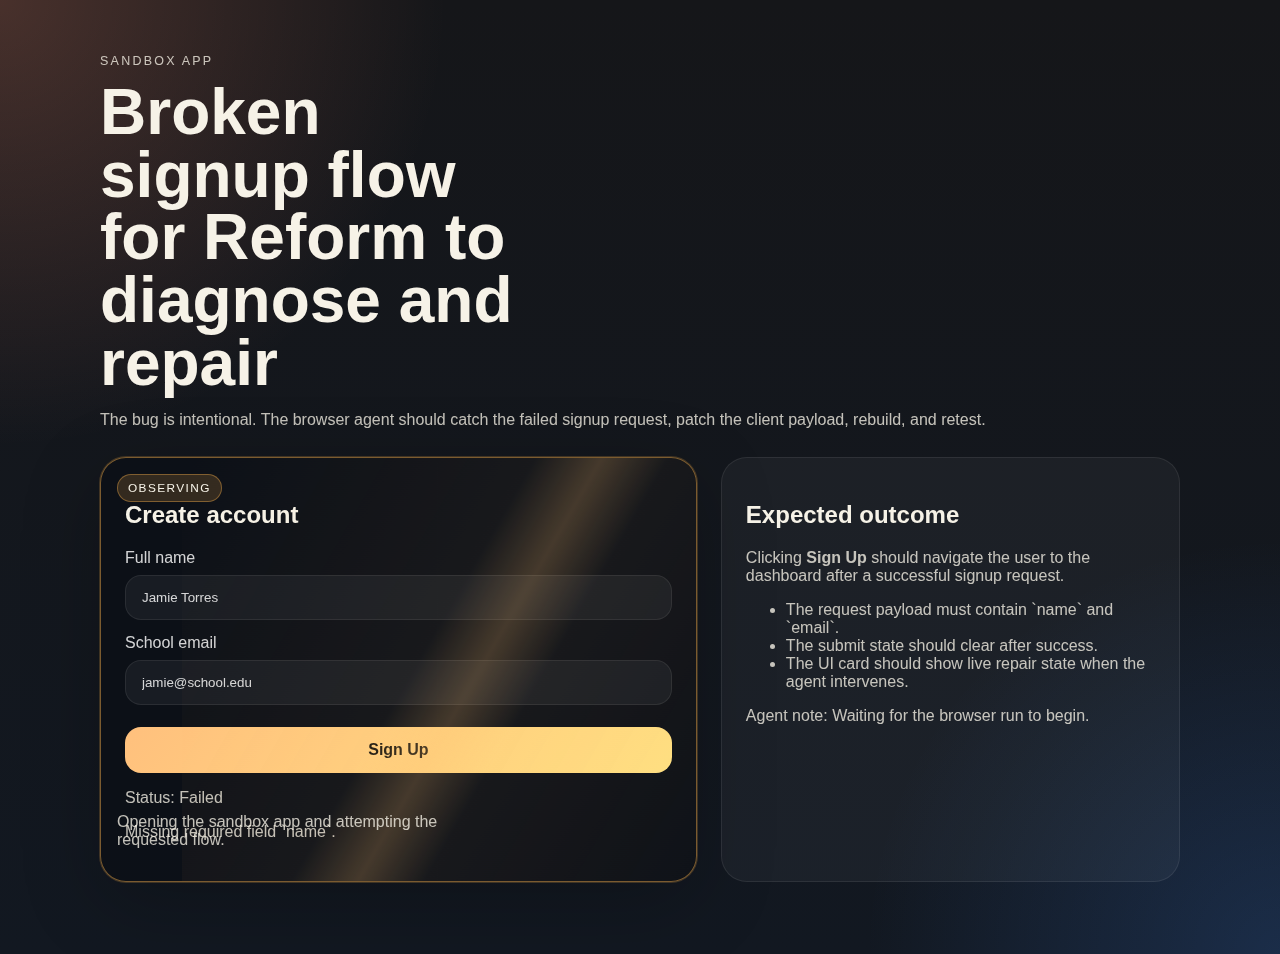 SANDBOX APP
Broken
signup flow
for Reform to
diagnose and
repair
The bug is intentional. The browser agent should catch the failed signup request, patch the client payload, rebuild, and retest.
OBSERVING
Create account
Full name
Jamie Torres
School email
jamie@school.edu
Sign Up
Status: Failed
Opening the sandbox app and attempting the
requested flow.
Missing required field `name`.
Expected outcome
Clicking Sign Up should navigate the user to the
dashboard after a successful signup request.
The request payload must contain `name` and
`email`.
The submit state should clear after success.
The UI card should show live repair state when the
agent intervenes.
Agent note: Waiting for the browser run to begin.